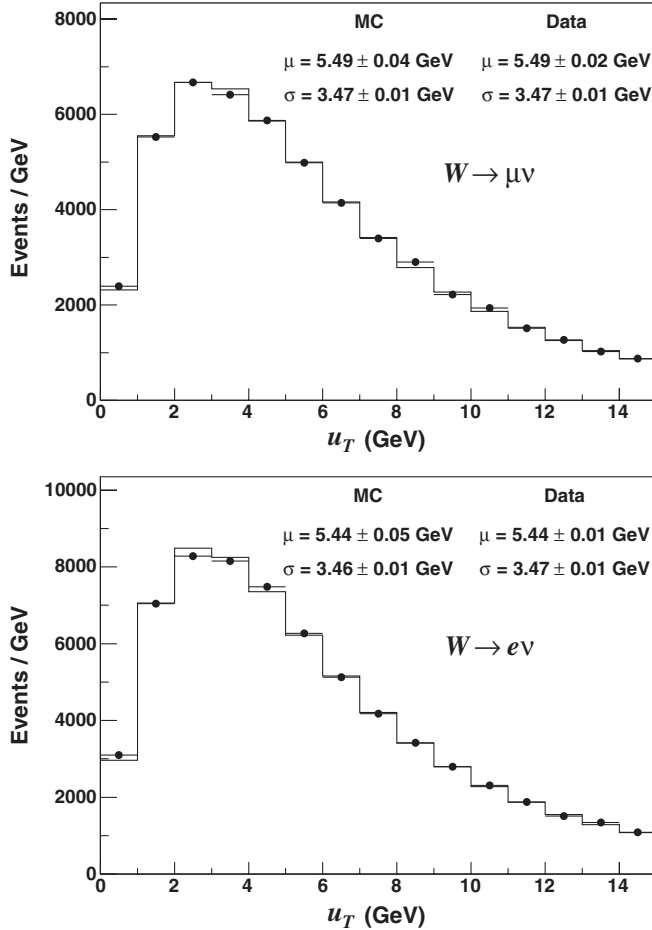 8000
6000
4000
2000
0
Events / GeV
MC Data
μ = 5.49 ± 0.04 GeV μ = 5.49 ± 0.02 GeV
σ = 3.47 ± 0.01 GeV σ = 3.47 ± 0.01 GeV
W → μν
0 2 4 6 8 10 12 14
u_T (GeV)
10000
8000
6000
4000
2000
0
Events / GeV
MC Data
μ = 5.44 ± 0.05 GeV μ = 5.44 ± 0.01 GeV
σ = 3.46 ± 0.01 GeV σ = 3.47 ± 0.01 GeV
W → eν
0 2 4 6 8 10 12 14
u_T (GeV)